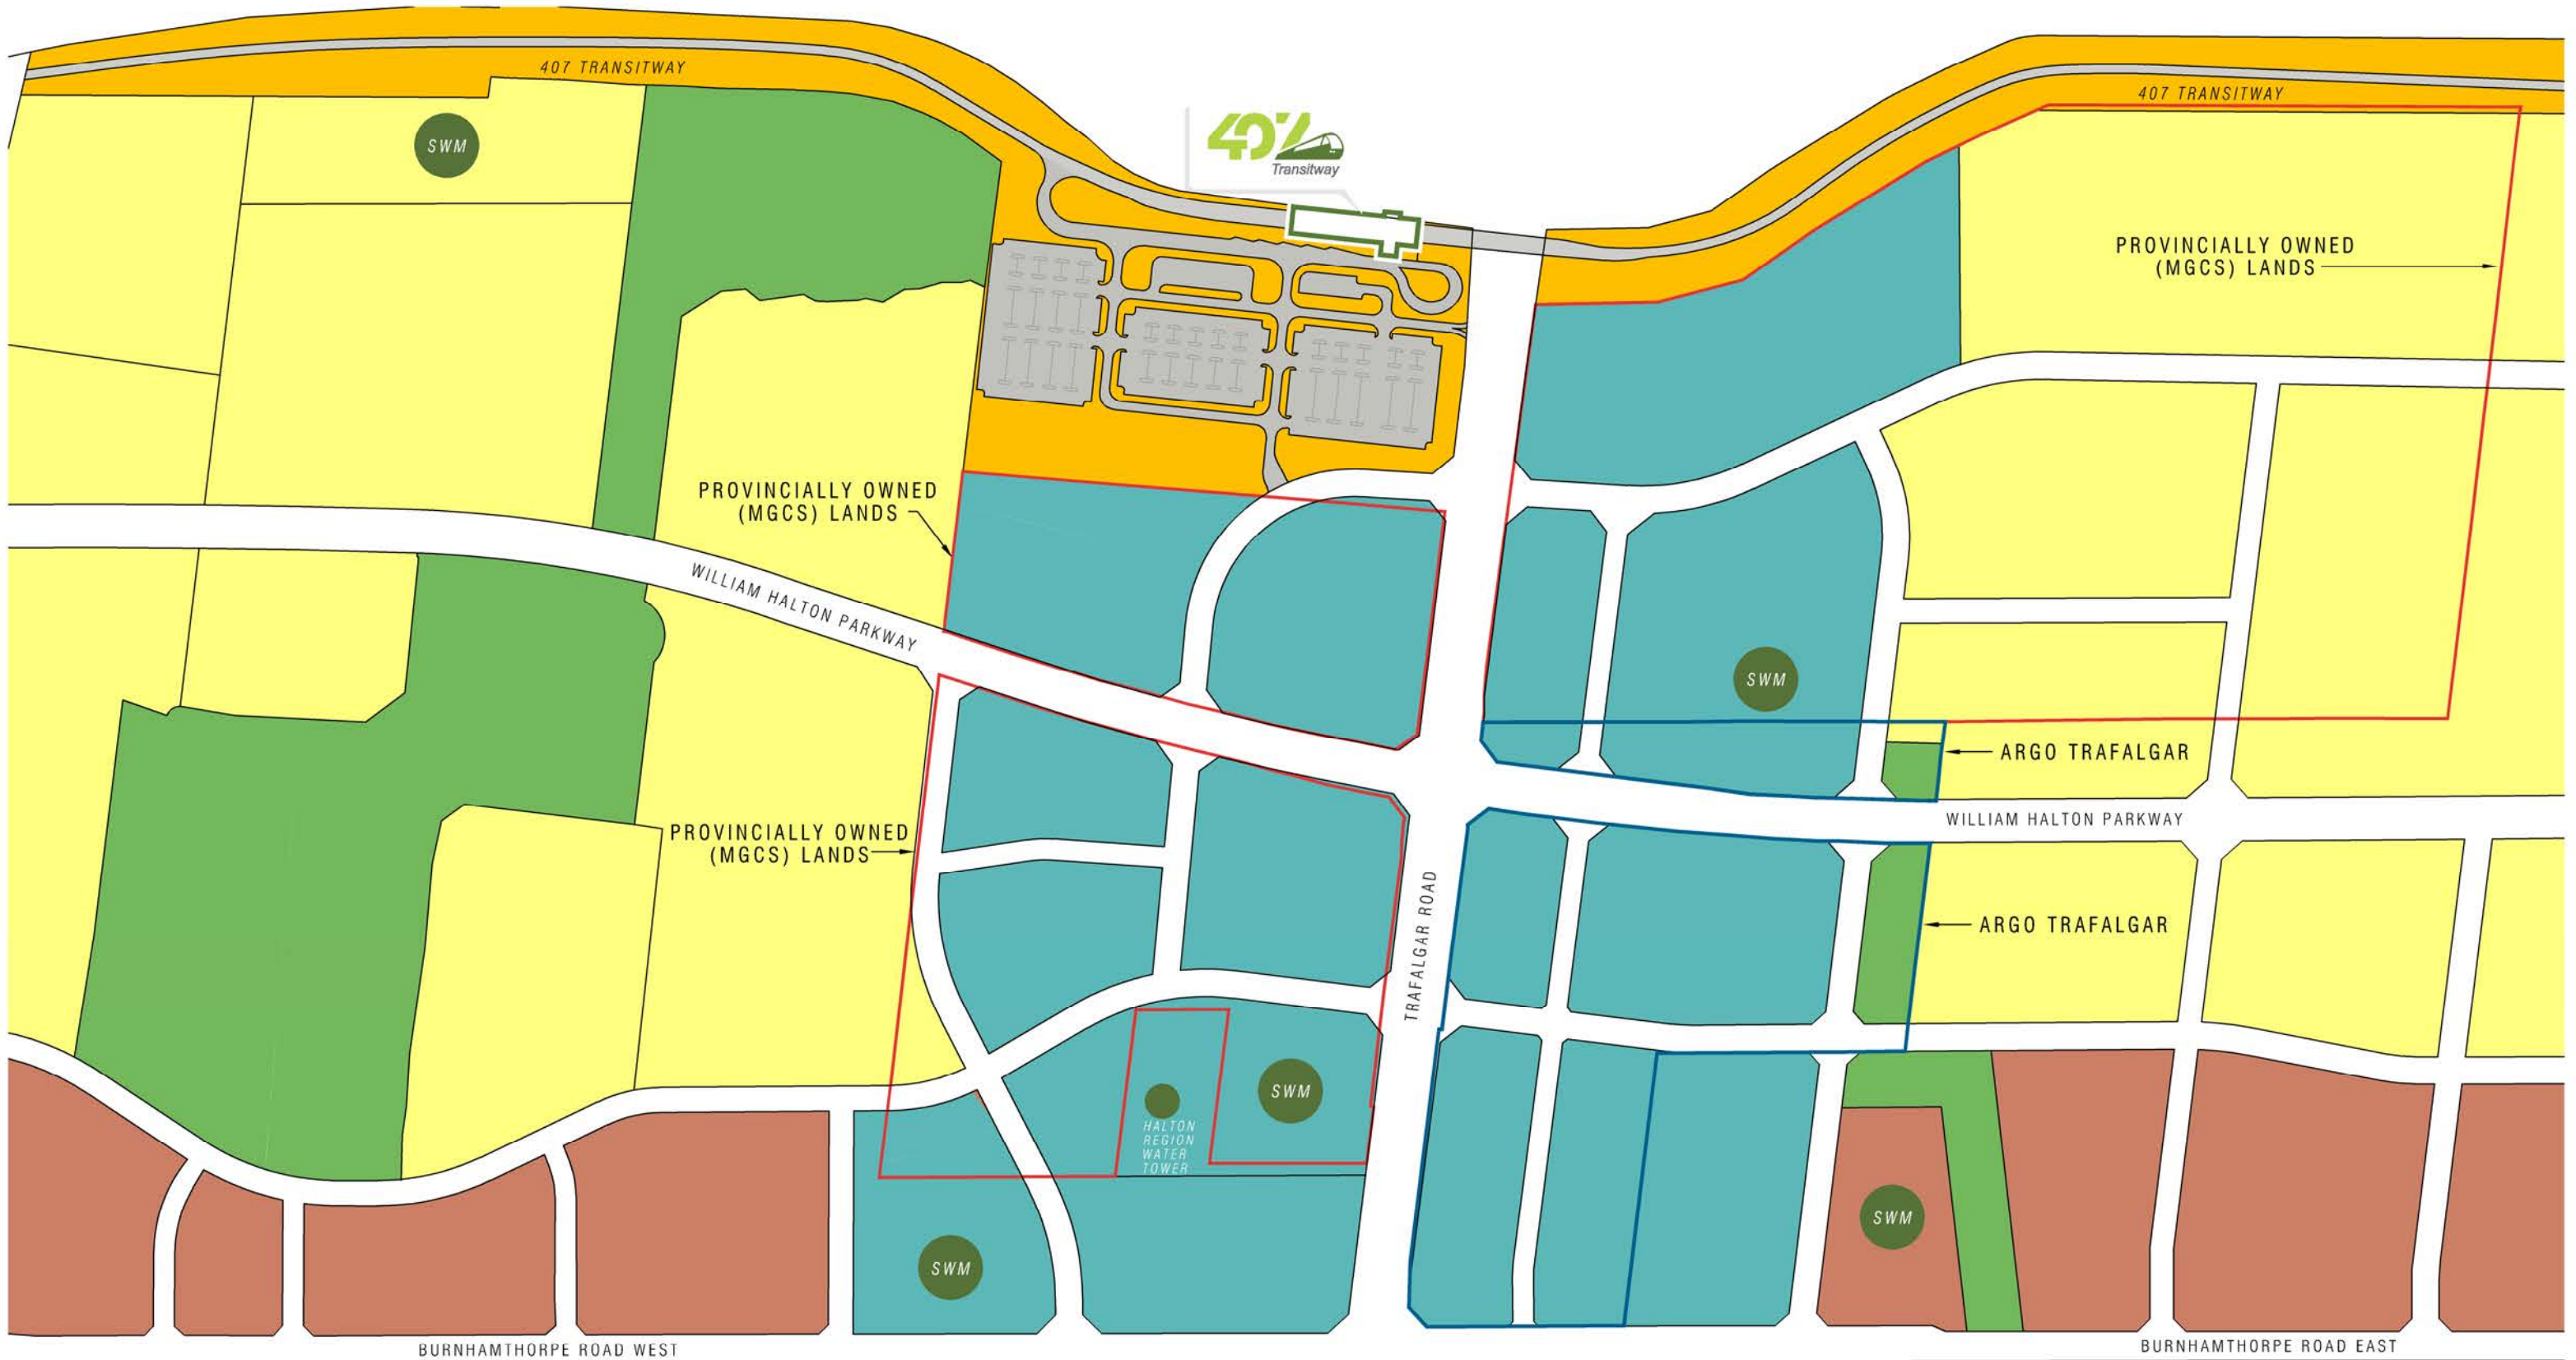 407 TRANSITWAY
407 TRANSITWAY
407
Transitway
SWM
PROVINCIALLY OWNED
(MGCS) LANDS
PROVINCIALLY OWNED
(MGCS) LANDS
WILLIAM HALTON PARKWAY
SWM
ARGO TRAFALGAR
WILLIAM HALTON PARKWAY
PROVINCIALLY OWNED
(MGCS) LANDS
TRAFALGAR ROAD
ARGO TRAFALGAR
SWM
HALTON
REGION
WATER
TOWER
SWM
SWM
BURNHAMTHORPE ROAD WEST
BURNHAMTHORPE ROAD EAST